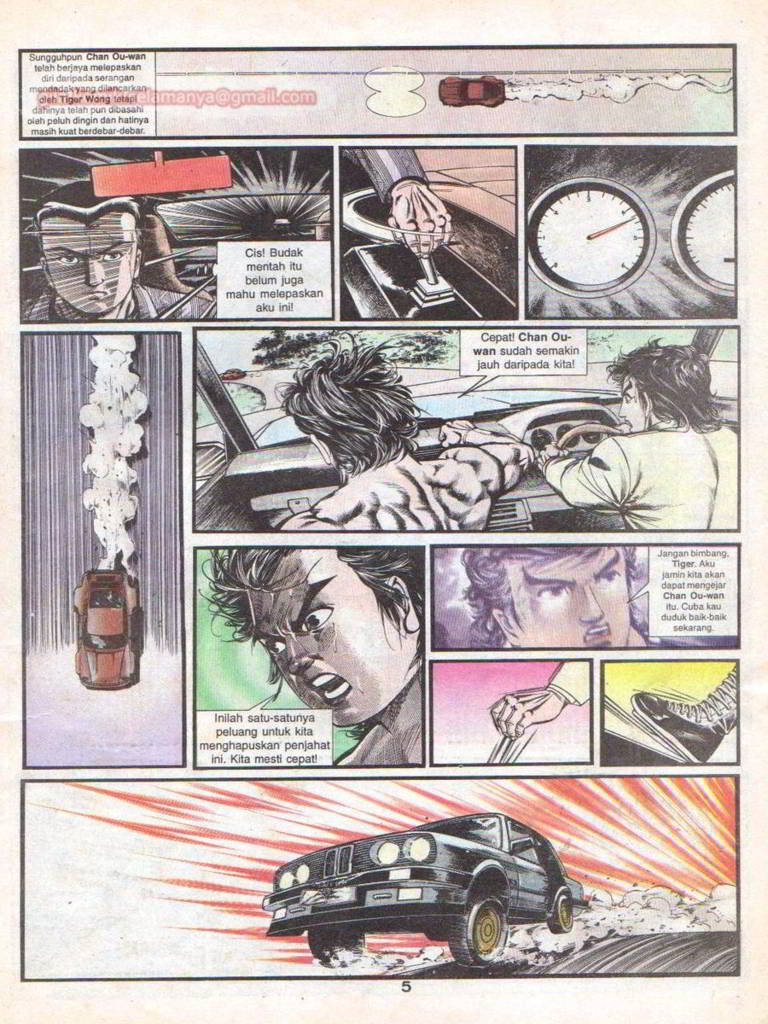 Sungguhpun Chan Ou-wan
telah berjaya melepaskan
diri daripada serangan
mendadak yang dilancarkan
oleh Tiger Wong tetapi
dahinya telah pun dibasahi
oleh peluh dingin dan hatinya
masih kuat berdebar-debar.
elamanya@gmail.com
Cis! Budak
mentah itu
belum juga
mahu melepaskan
aku ini!
Cepat! Chan Ou-
wan sudah semakin
jauh daripada kita!
Inilah satu-satunya
peluang untuk kita
menghapuskan penjahat
ini. Kita mesti cepat!
Jangan bimbang,
Tiger. Aku
jamin kita akan
dapat mengejar
Chan Ou-wan
itu. Cuba kau
duduk baik-baik
sekarang.
5